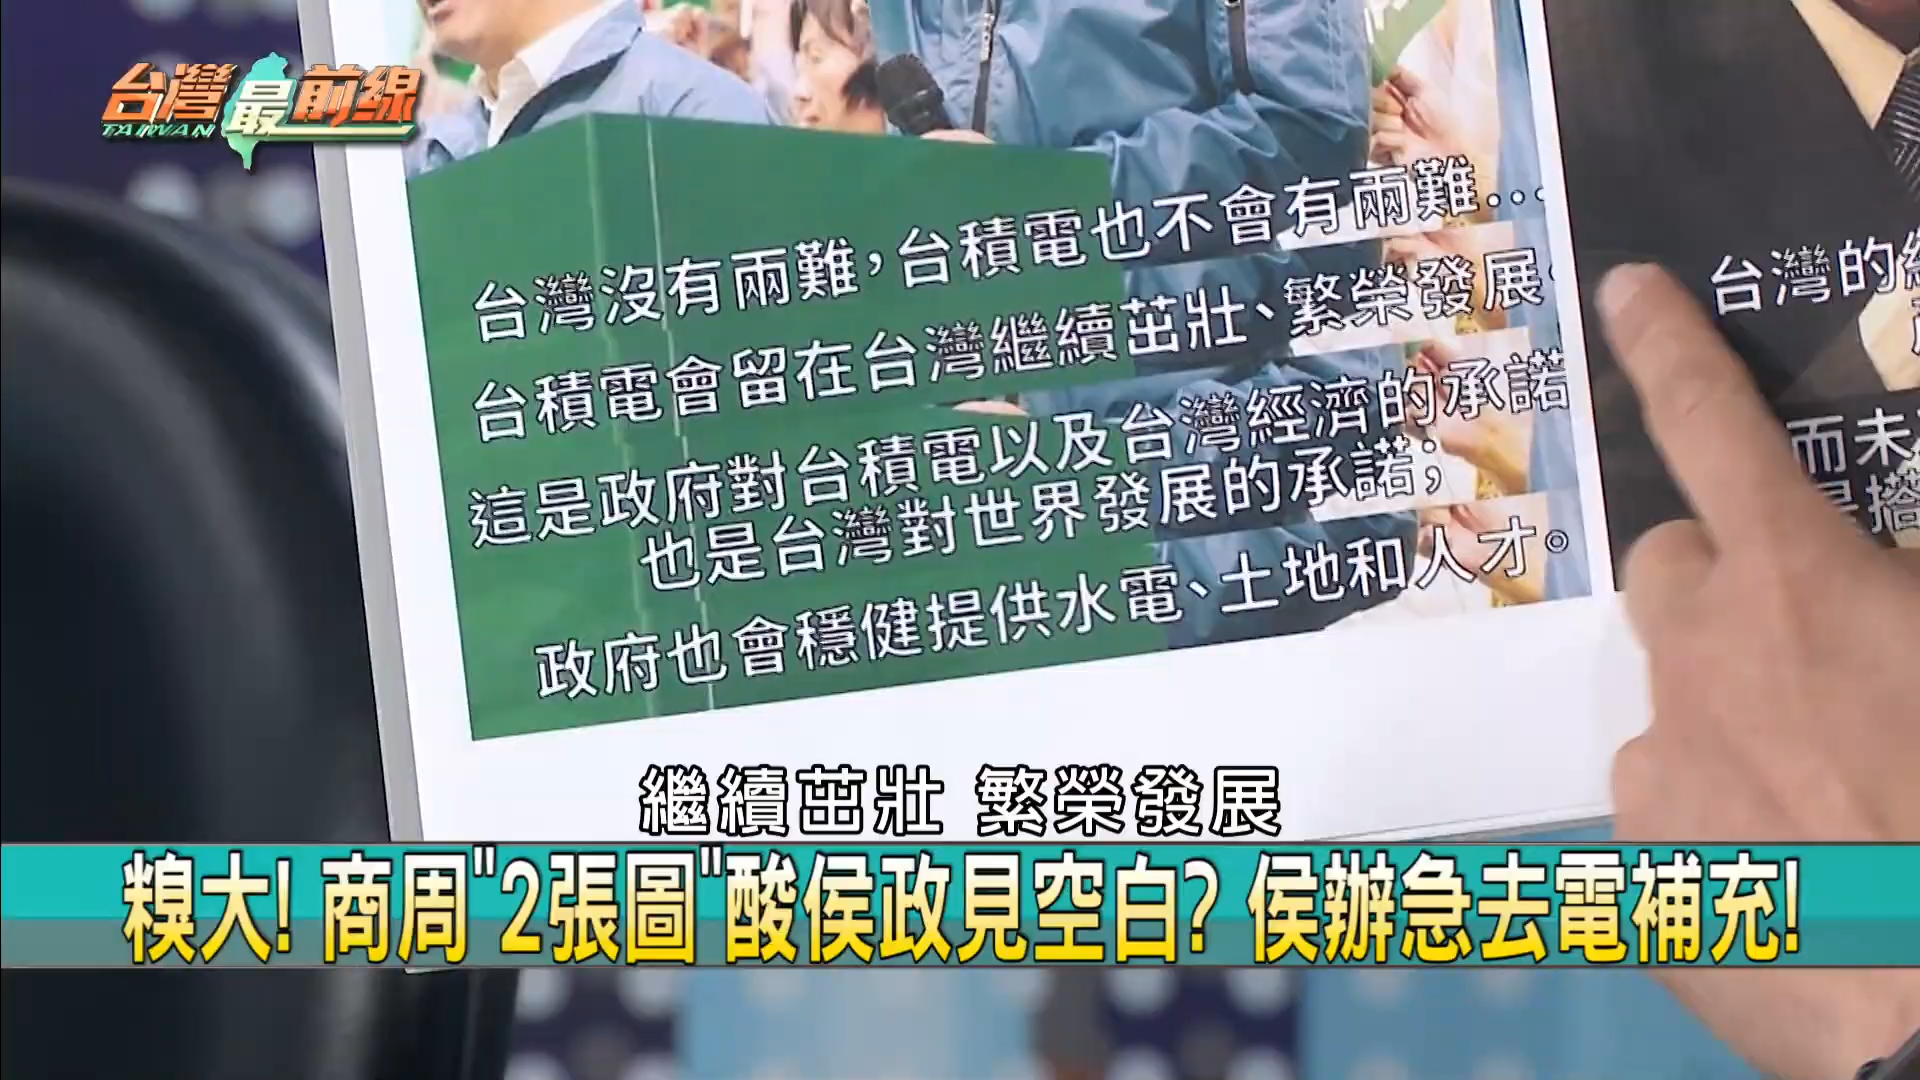 台灣最前線
TAIWAN
台灣沒有兩難，台積電也不會有兩難…
台積電會留在台灣繼續茁壯、繁榮發展
這是政府對台積電以及台灣經濟的承諾
也是台灣對世界發展的承諾；
政府也會穩健提供水電、土地和人才。
台灣的
而未
是搭
繼續茁壯 繁榮發展
糗大! 商周"2張圖"酸侯政見空白? 侯辦急去電補充!